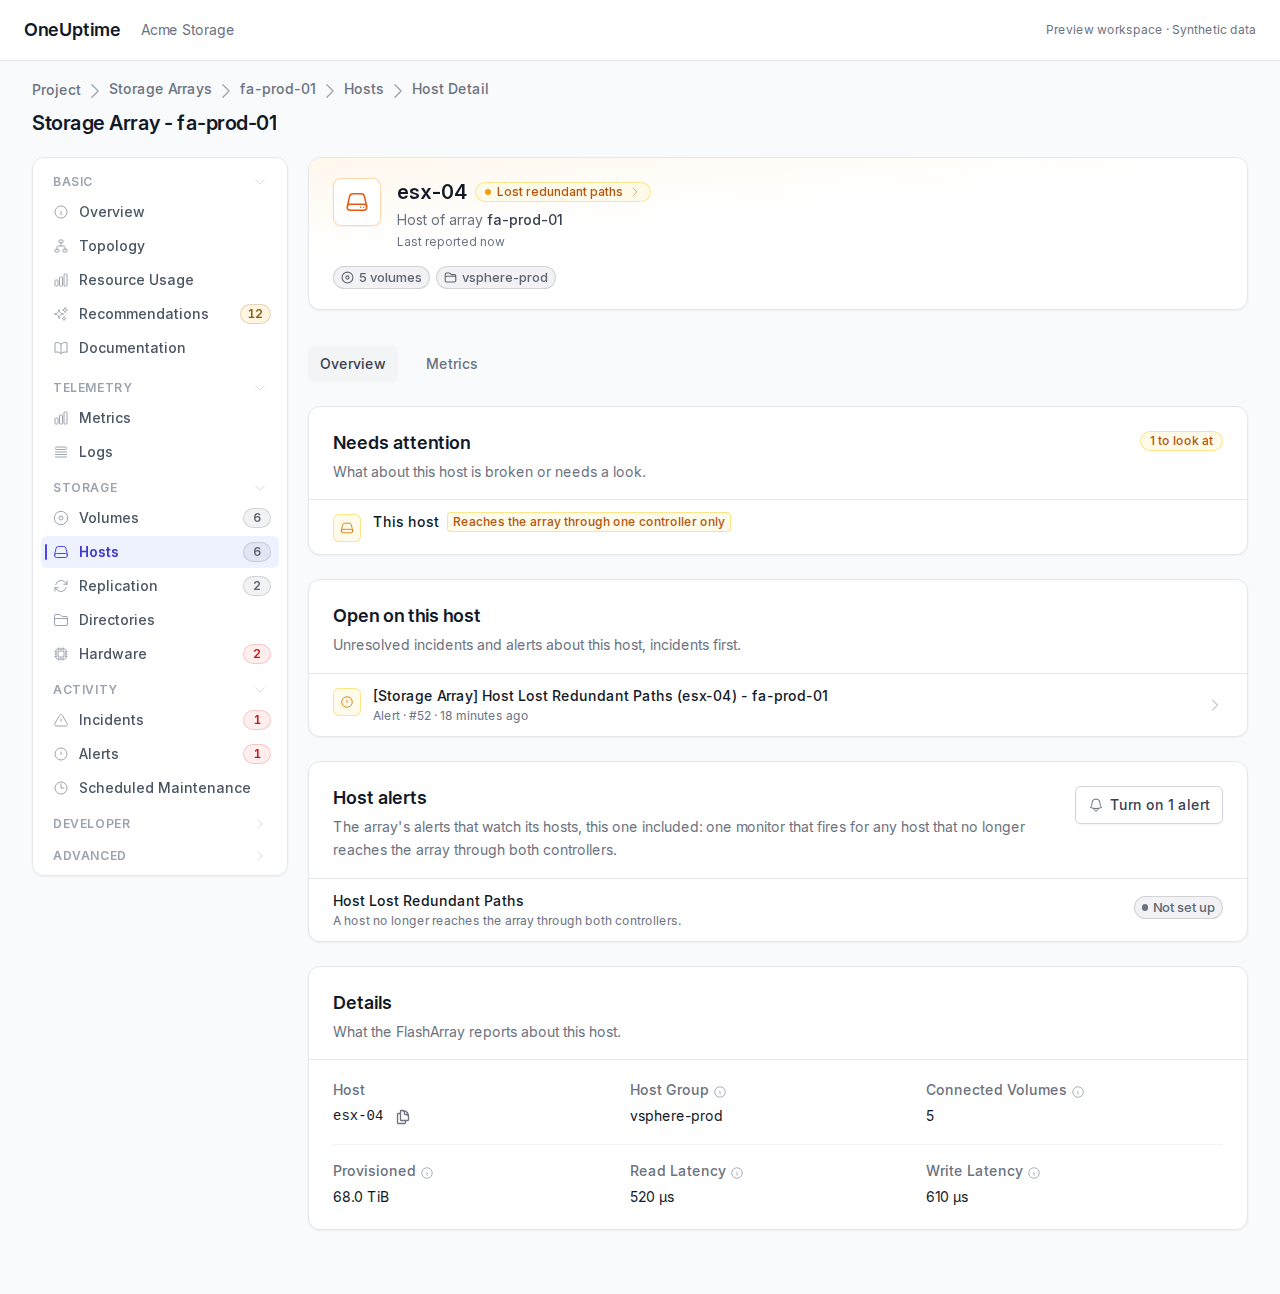 OneUptime
Acme Storage
Preview workspace · Synthetic data
Project
Storage Arrays
fa-prod-01
Hosts
Host Detail
Storage Array - fa-prod-01
BASIC
Overview
Topology
Resource Usage
Recommendations 12
Documentation
TELEMETRY
Metrics
Logs
STORAGE
Volumes 6
Hosts 6
Replication 2
Directories
Hardware 2
ACTIVITY
Incidents 1
Alerts 1
Scheduled Maintenance
DEVELOPER
ADVANCED
esx-04
Lost redundant paths
Host of array fa-prod-01
Last reported now
5 volumes
vsphere-prod
Overview
Metrics
Needs attention
1 to look at
What about this host is broken or needs a look.
This host
Reaches the array through one controller only
Open on this host
Unresolved incidents and alerts about this host, incidents first.
[Storage Array] Host Lost Redundant Paths (esx-04) - fa-prod-01
Alert · #52 · 18 minutes ago
Host alerts
Turn on 1 alert
The array's alerts that watch its hosts, this one included: one monitor that fires for any host that no longer
reaches the array through both controllers.
Host Lost Redundant Paths
A host no longer reaches the array through both controllers.
Not set up
Details
What the FlashArray reports about this host.
Host
esx-04
Host Group
vsphere-prod
Connected Volumes
5
Provisioned
68.0 TiB
Read Latency
520 µs
Write Latency
610 µs